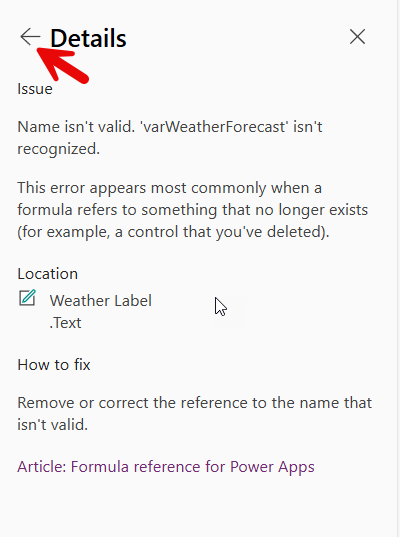 Details
Issue
Name isn't valid. 'varWeatherForecast' isn't
recognized.
This error appears most commonly when a
formula refers to something that no longer exists
(for example, a control that you've deleted).
Location
Weather Label
.Text
How to fix
Remove or correct the reference to the name that
isn't valid.
Article: Formula reference for Power Apps